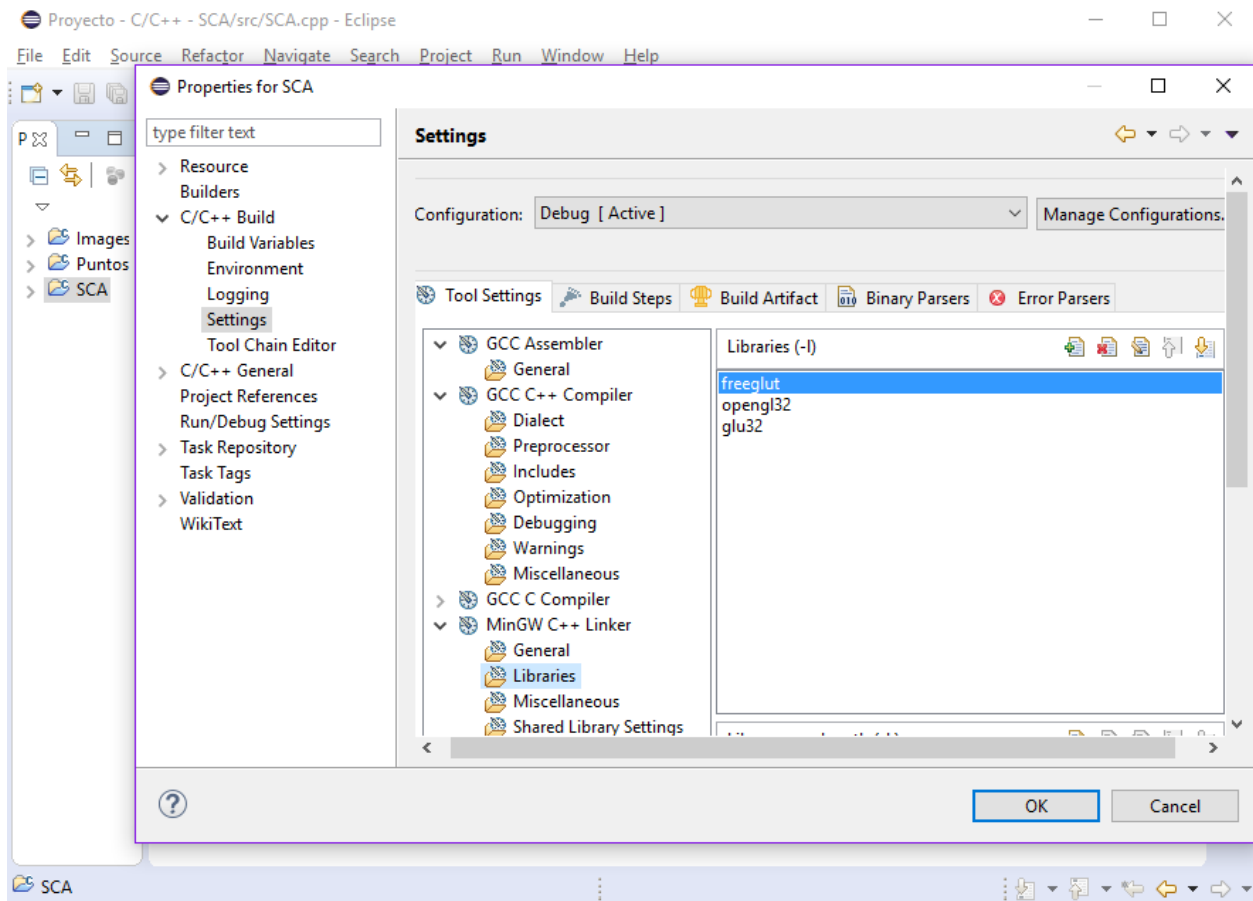 Proyecto - C/C++ - SCA/src/SCA.cpp - Eclipse
File Edit Source Refactor Navigate Search Project Run Window Help
Properties for SCA
P
type filter text
Resource
Builders
C/C++ Build
Build Variables
Environment
Logging
Settings
Tool Chain Editor
C/C++ General
Project References
Run/Debug Settings
Task Repository
Task Tags
Validation
WikiText
Images
Puntos
SCA
Settings
Configuration: Debug [ Active ] Manage Configurations.
Tool Settings Build Steps Build Artifact Binary Parsers Error Parsers
GCC Assembler
General
GCC C++ Compiler
Dialect
Preprocessor
Includes
Optimization
Debugging
Warnings
Miscellaneous
GCC C Compiler
MinGW C++ Linker
General
Libraries
Miscellaneous
Shared Library Settings
Libraries (-l)
freeglut
opengl32
glu32
OK Cancel
SCA